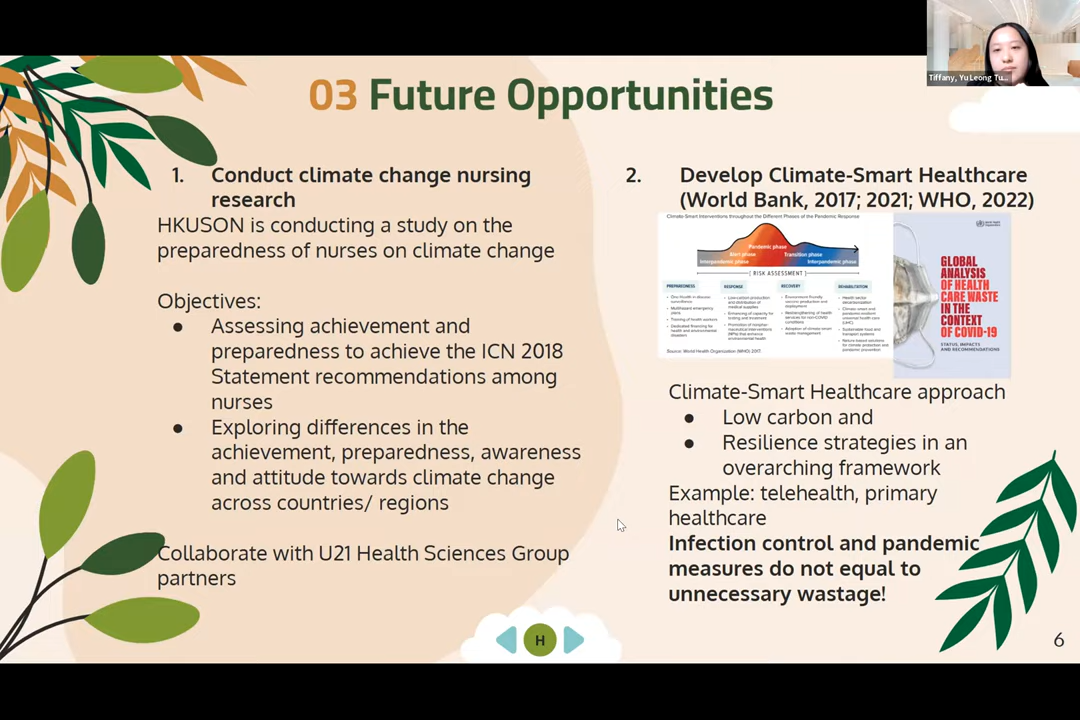 Tiffany, Yu Leong Tu...
03 Future Opportunities
1. Conduct climate change nursing
research
HKUSON is conducting a study on the
preparedness of nurses on climate change
Objectives:
● Assessing achievement and
preparedness to achieve the ICN 2018
Statement recommendations among
nurses
● Exploring differences in the
achievement, preparedness, awareness
and attitude towards climate change
across countries/ regions
Collaborate with U21 Health Sciences Group
partners
2. Develop Climate-Smart Healthcare
(World Bank, 2017; 2021; WHO, 2022)
Climate-Smart Interventions throughout the Different Phases of the Pandemic Response
Pandemic phase
Alert phase
Transition phase
Interpandemic phase
Interpandemic phase
[ RISK ASSESSMENT ]
PREPAREDNESS
RESPONSE
RECOVERY
REHABILITATION
Source: World Health Organization (WHO) 2017.
GLOBAL
ANALYSIS
OF HEALTH
CARE WASTE
IN THE
CONTEXT
OF COVID-19
STATUS, IMPACTS
AND RECOMMENDATIONS
Climate-Smart Healthcare approach
● Low carbon and
● Resilience strategies in an
overarching framework
Example: telehealth, primary
healthcare
Infection control and pandemic
measures do not equal to
unnecessary wastage!
H
6